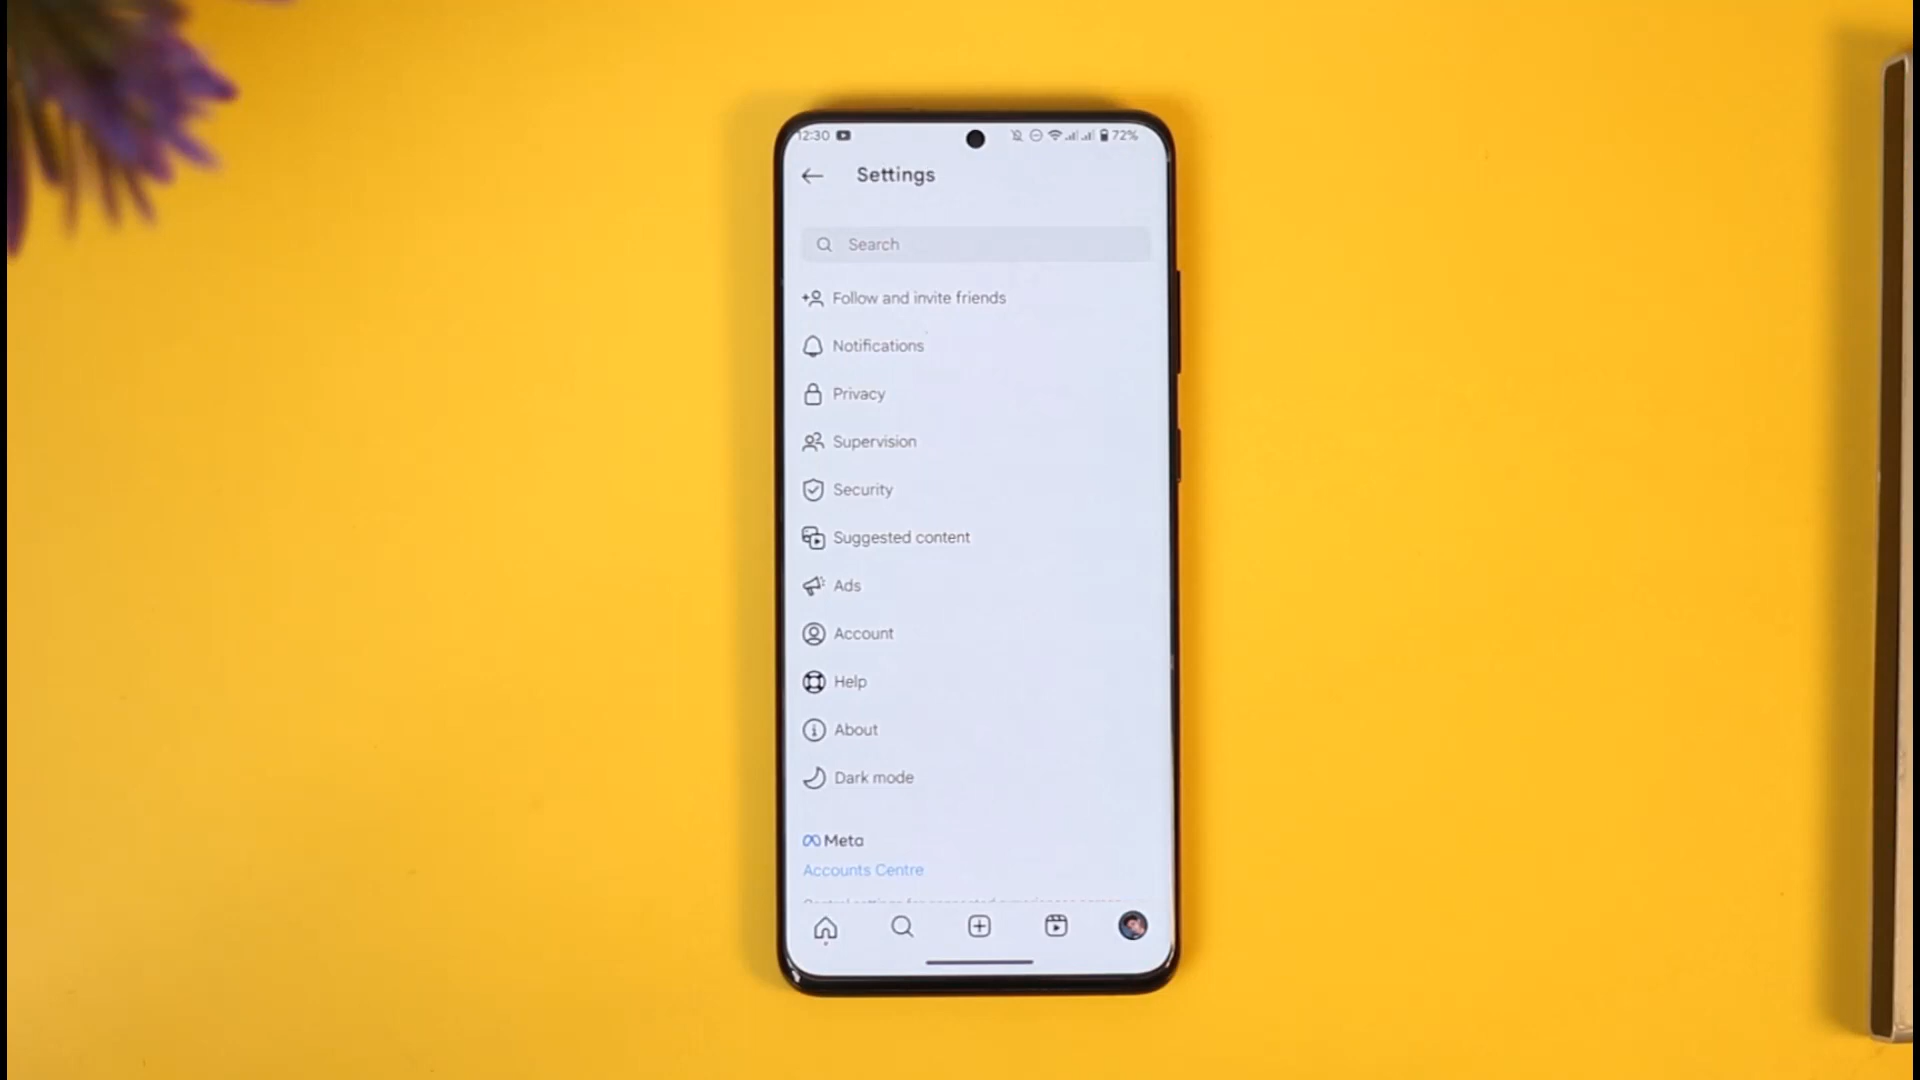 12:30 72%
Settings
Search
Follow and invite friends
Notifications
Privacy
Supervision
Security
Suggested content
Ads
Account
Help
About
Dark mode
Meta
Accounts Centre